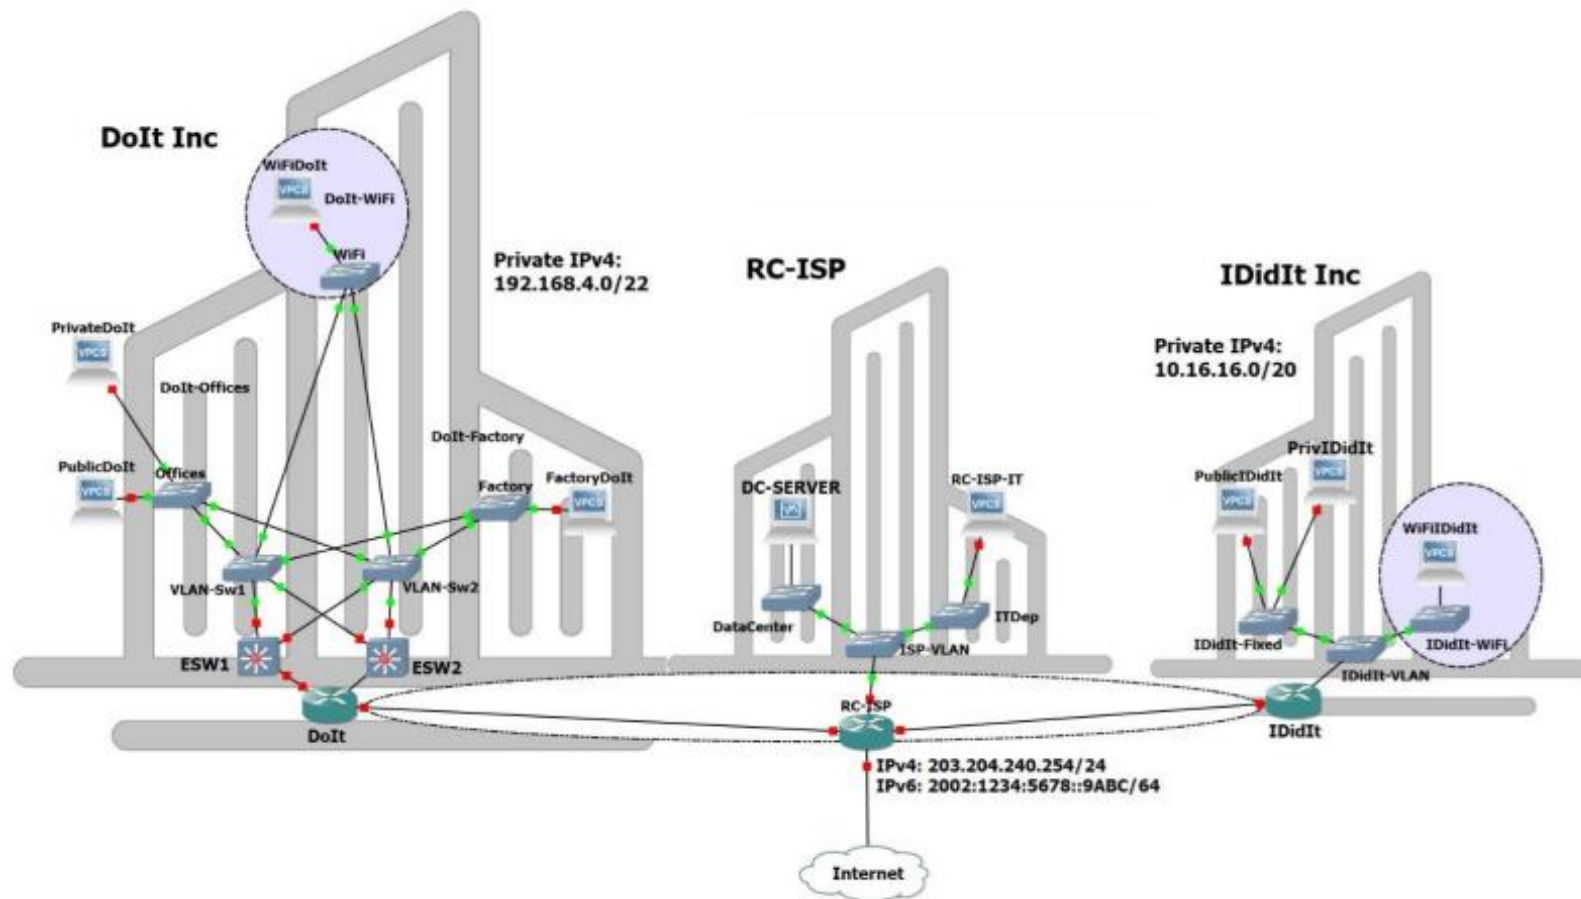 DoIt Inc
WiFiDoIt
VPCS
DoIt-WiFi
WiFi
Private IPv4:
192.168.4.0/22
RC-ISP
IDidIt Inc
PrivateDoIt
VPCS
DoIt-Offices
Private IPv4:
10.16.16.0/20
DoIt-Factory
PublicDoIt
VPCS
Offices
Factory
FactoryDoIt
VPCS
DC-SERVER
RC-ISP-IT
VPCS
PrivIDidIt
VPCS
PublicIDidIt
VPCS
WiFiIDidIt
VPCS
VLAN-Sw1
VLAN-Sw2
DataCenter
ITDep
ISP-VLAN
IDidIt-Fixed
IDidIt-WiFi
IDidIt-VLAN
ESW1
ESW2
DoIt
RC-ISP
IDidIt
IPv4: 203.204.240.254/24
IPv6: 2002:1234:5678::9ABC/64
Internet